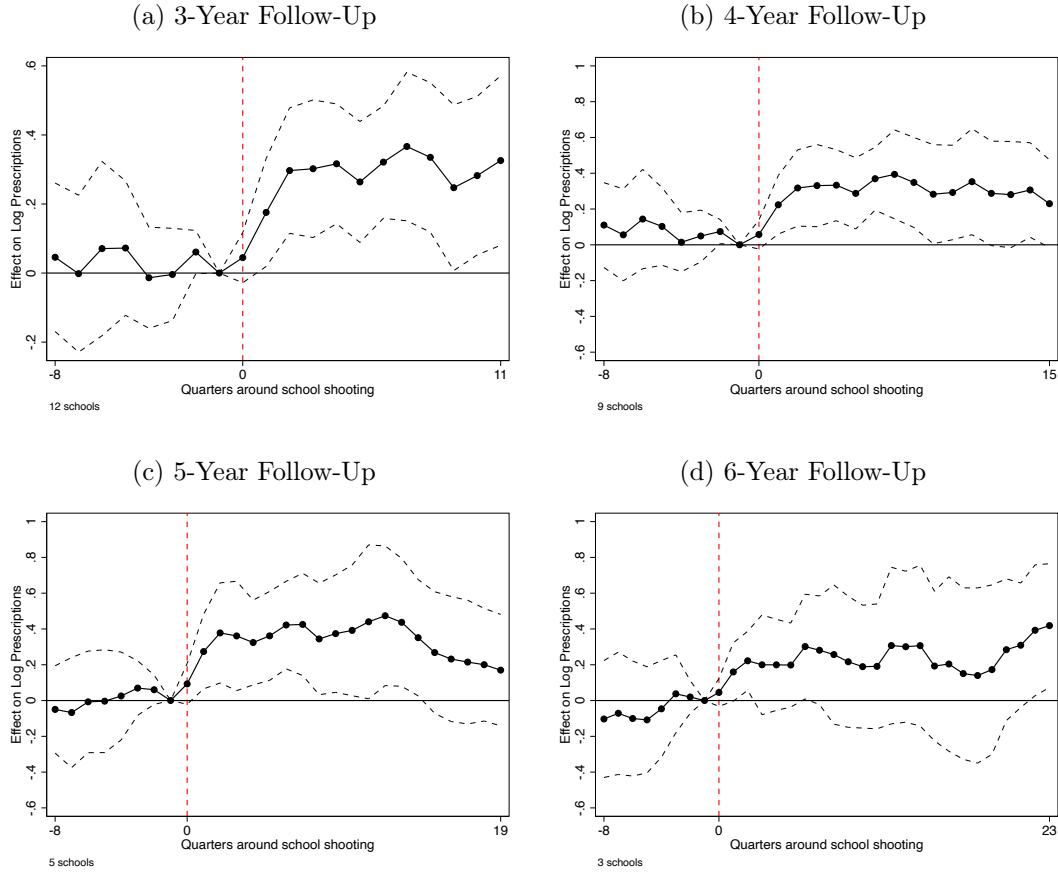 (a) 3-Year Follow-Up
Effect on Log Prescriptions
.6
.4
.2
0
-.2
-8
0
11
Quarters around school shooting
12 schools
(b) 4-Year Follow-Up
Effect on Log Prescriptions
1
.8
.6
.4
.2
0
-.2
-.4
-.6
-8
0
15
Quarters around school shooting
9 schools
(c) 5-Year Follow-Up
Effect on Log Prescriptions
1
.8
.6
.4
.2
0
-.2
-.4
-.6
-8
0
19
Quarters around school shooting
5 schools
(d) 6-Year Follow-Up
Effect on Log Prescriptions
1
.8
.6
.4
.2
0
-.2
-.4
-.6
-8
0
23
Quarters around school shooting
3 schools